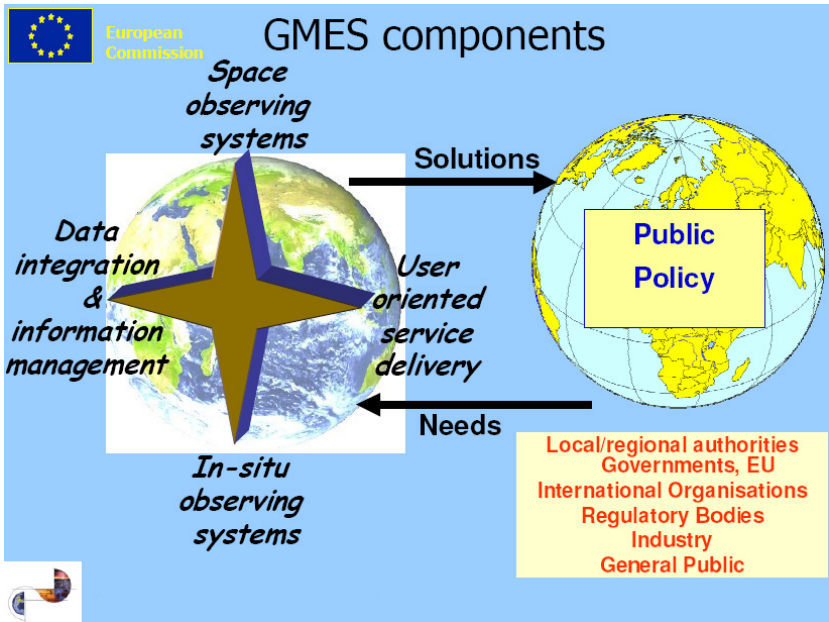 European
Commission
GMES components
Space
observing
systems
Solutions
Data
integration
&
information
management
User
oriented
service
delivery
Public
Policy
Needs
In-situ
observing
systems
Local/regional authorities
Governments, EU
International Organisations
Regulatory Bodies
Industry
General Public